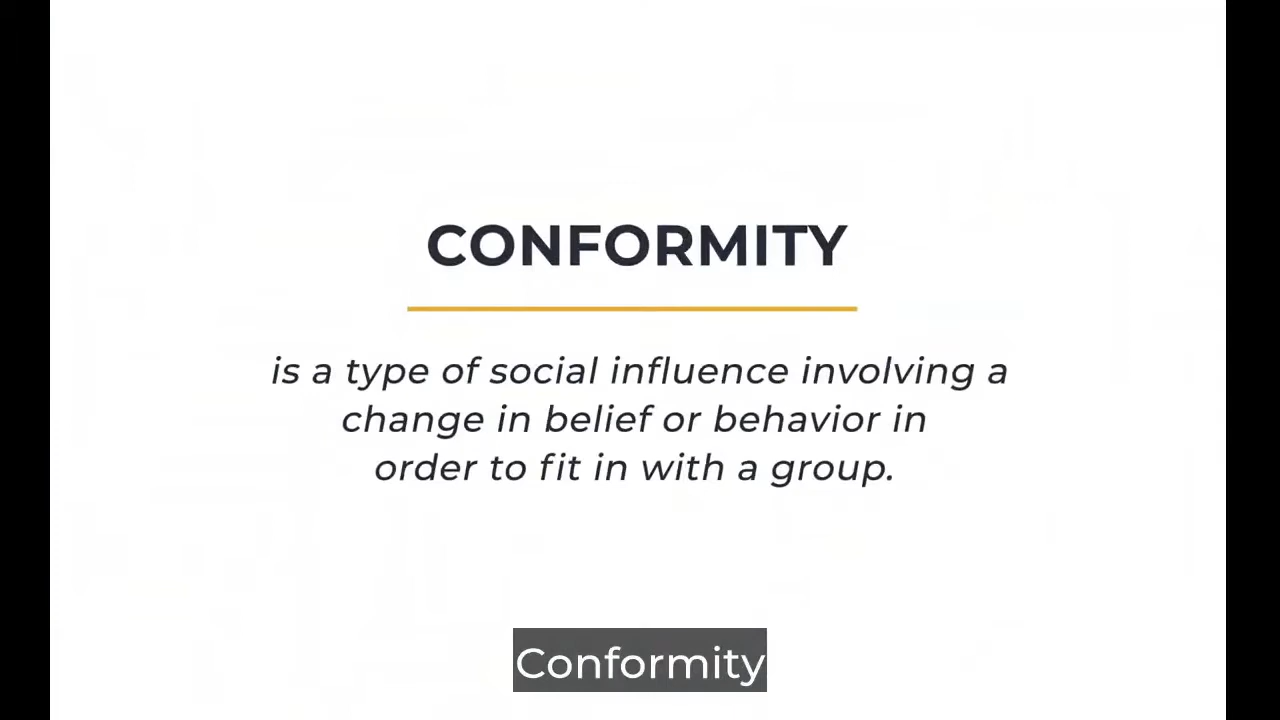 CONFORMITY
is a type of social influence involving a
change in belief or behavior in
order to fit in with a group.
Conformity